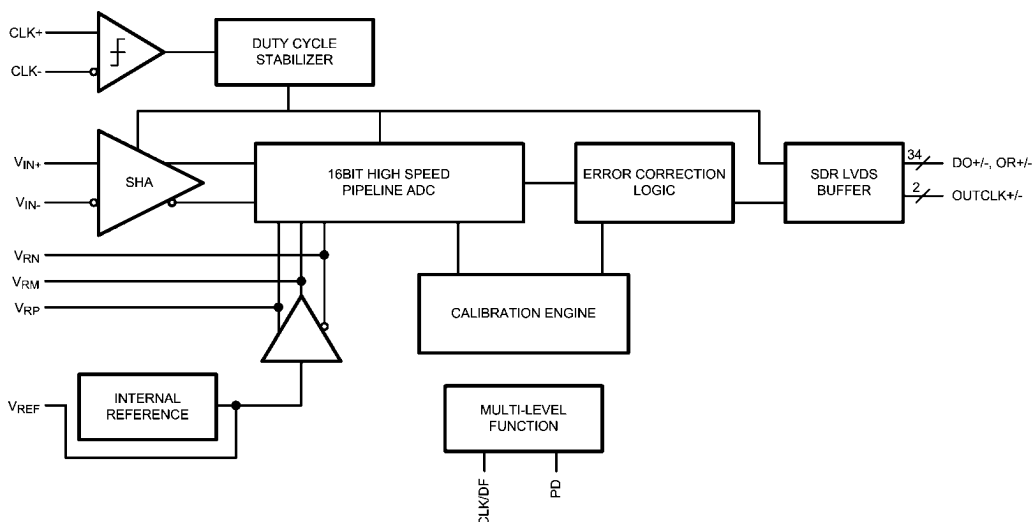 CLK+
CLK-
DUTY CYCLE
STABILIZER
VIN+
VIN-
SHA
16BIT HIGH SPEED
PIPELINE ADC
ERROR CORRECTION
LOGIC
SDR LVDS
BUFFER
34
DO+/-, OR+/-
2
OUTCLK+/-
VRN
VRM
VRP
CALIBRATION ENGINE
VREF
INTERNAL
REFERENCE
MULTI-LEVEL
FUNCTION
CLK/DF
PD